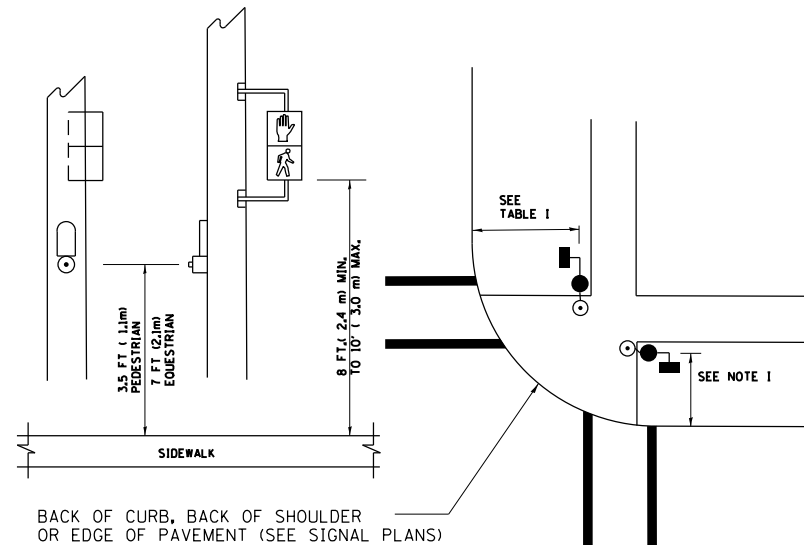 3.5 FT ( 1.1m)
PEDESTRIAN
7 FT (2.1m)
EQUESTRIAN
8 FT.( 2.4 m) MIN.
TO 10' ( 3.0 m) MAX.
SIDEWALK
SEE
TABLE I
SEE NOTE I
BACK OF CURB, BACK OF SHOULDER
OR EDGE OF PAVEMENT (SEE SIGNAL PLANS)